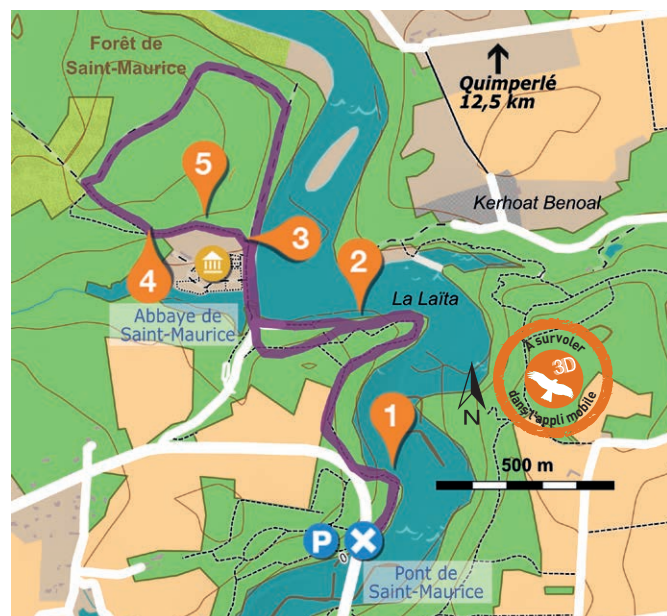 Forêt de
Saint-Maurice
Quimperlé
12,5 km
5
Kerhoat Benoal
3
2
4
La Laïta
Abbaye de
Saint-Maurice
À survoler
3D
dans l'appli mobile
N
1
500 m
P
0
Pont de
Saint-Maurice